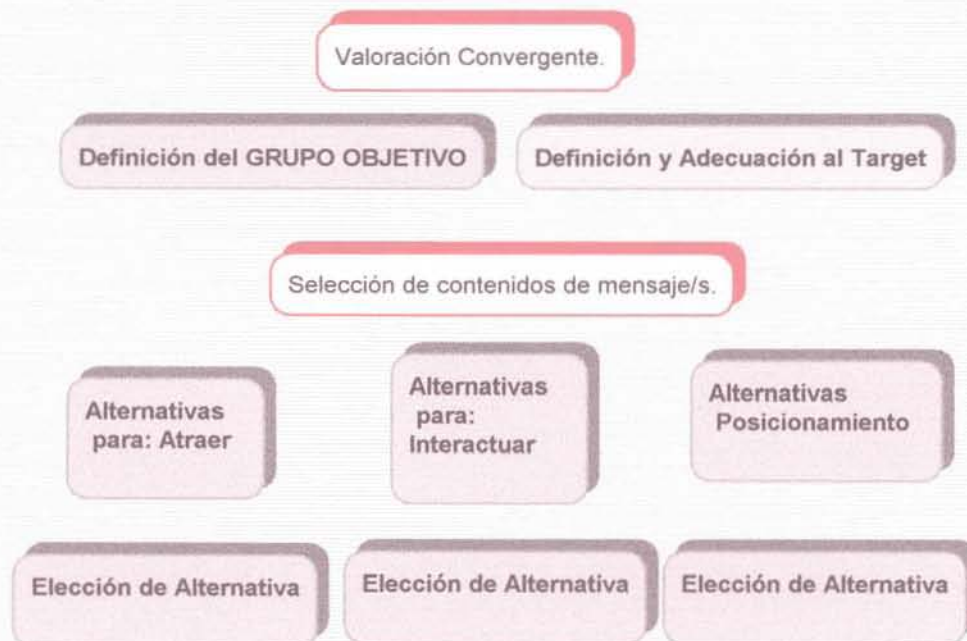 Valoración Convergente.
Definición del GRUPO OBJETIVO
Definición y Adecuación al Target
Selección de contenidos de mensaje/s.
Alternativas
para: Atraer
Alternativas
para:
Interactuar
Alternativas
Posicionamiento
Elección de Alternativa
Elección de Alternativa
Elección de Alternativa